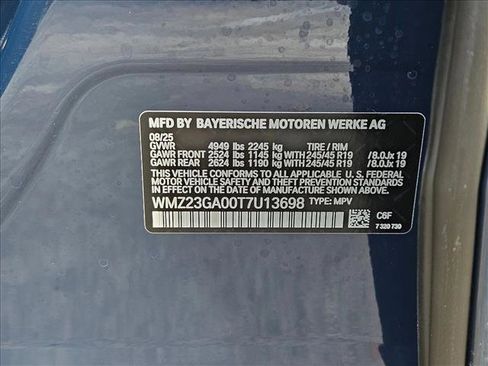 MFD BY BAYERISCHE MOTOREN WERKE AG
08/25
GVWR 4949 lbs 2245 kg TIRE / RIM
GAWR FRONT 2524 lbs 1145 kg WITH 245/45 R19 /8.0Jx 19
GAWR REAR 2624 lbs 1190 kg WITH 245/45 R19 /8.0Jx 19
THIS VEHICLE CONFORMS TO ALL APPLICABLE U.S. FEDERAL
MOTOR VEHICLE SAFETY, BUMPER, AND THEFT PREVENTION
STANDARDS IN EFFECT ON THE DATE OF MANUFACTURE SHOWN ABOVE.
WMZ23GA00T7U13698 TYPE: MPV
C6F
7 320 730